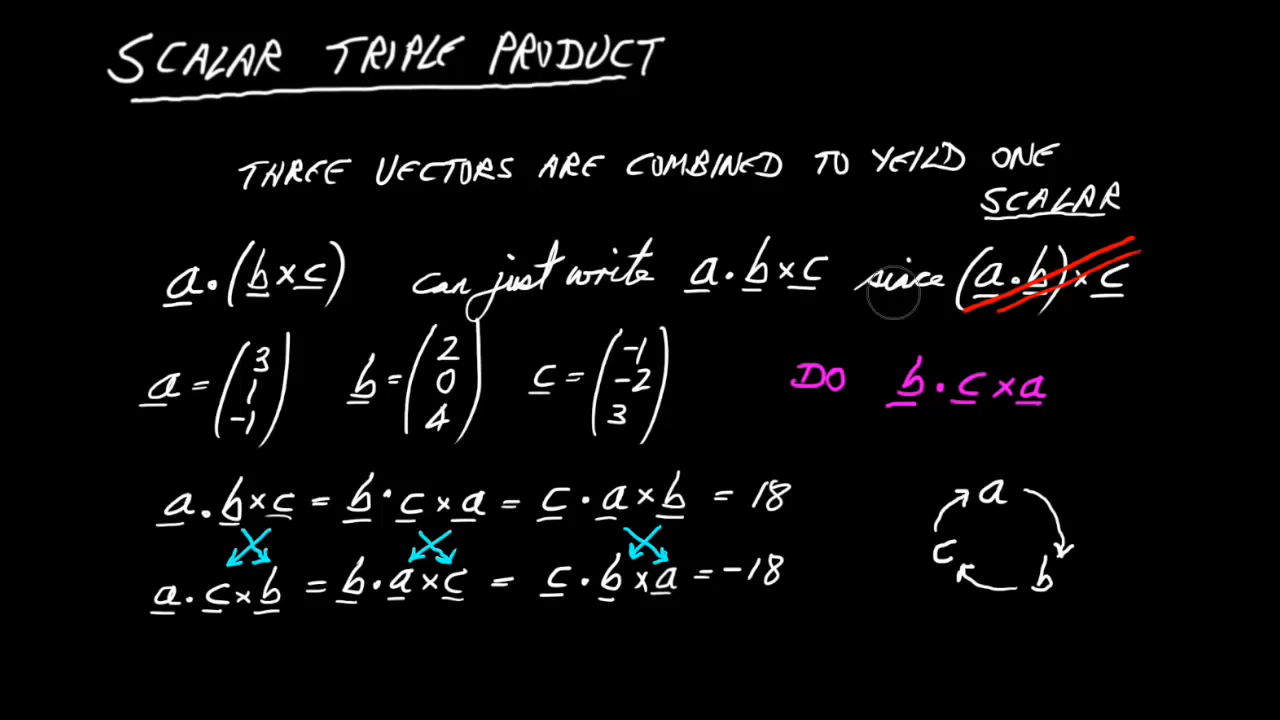 SCALAR TRIPLE PRODUCT
THREE VECTORS ARE COMBINED TO YEILD ONE
SCALAR
a·(b×c) can just write a·b×c since (a·b)×c
a = (3 1 -1) b = (2 0 4) c = (-1 -2 3) DO b·c×a
a·b×c = b·c×a = c·a×b = 18
a·c×b = b·a×c = c·b×a = -18
a
c
b